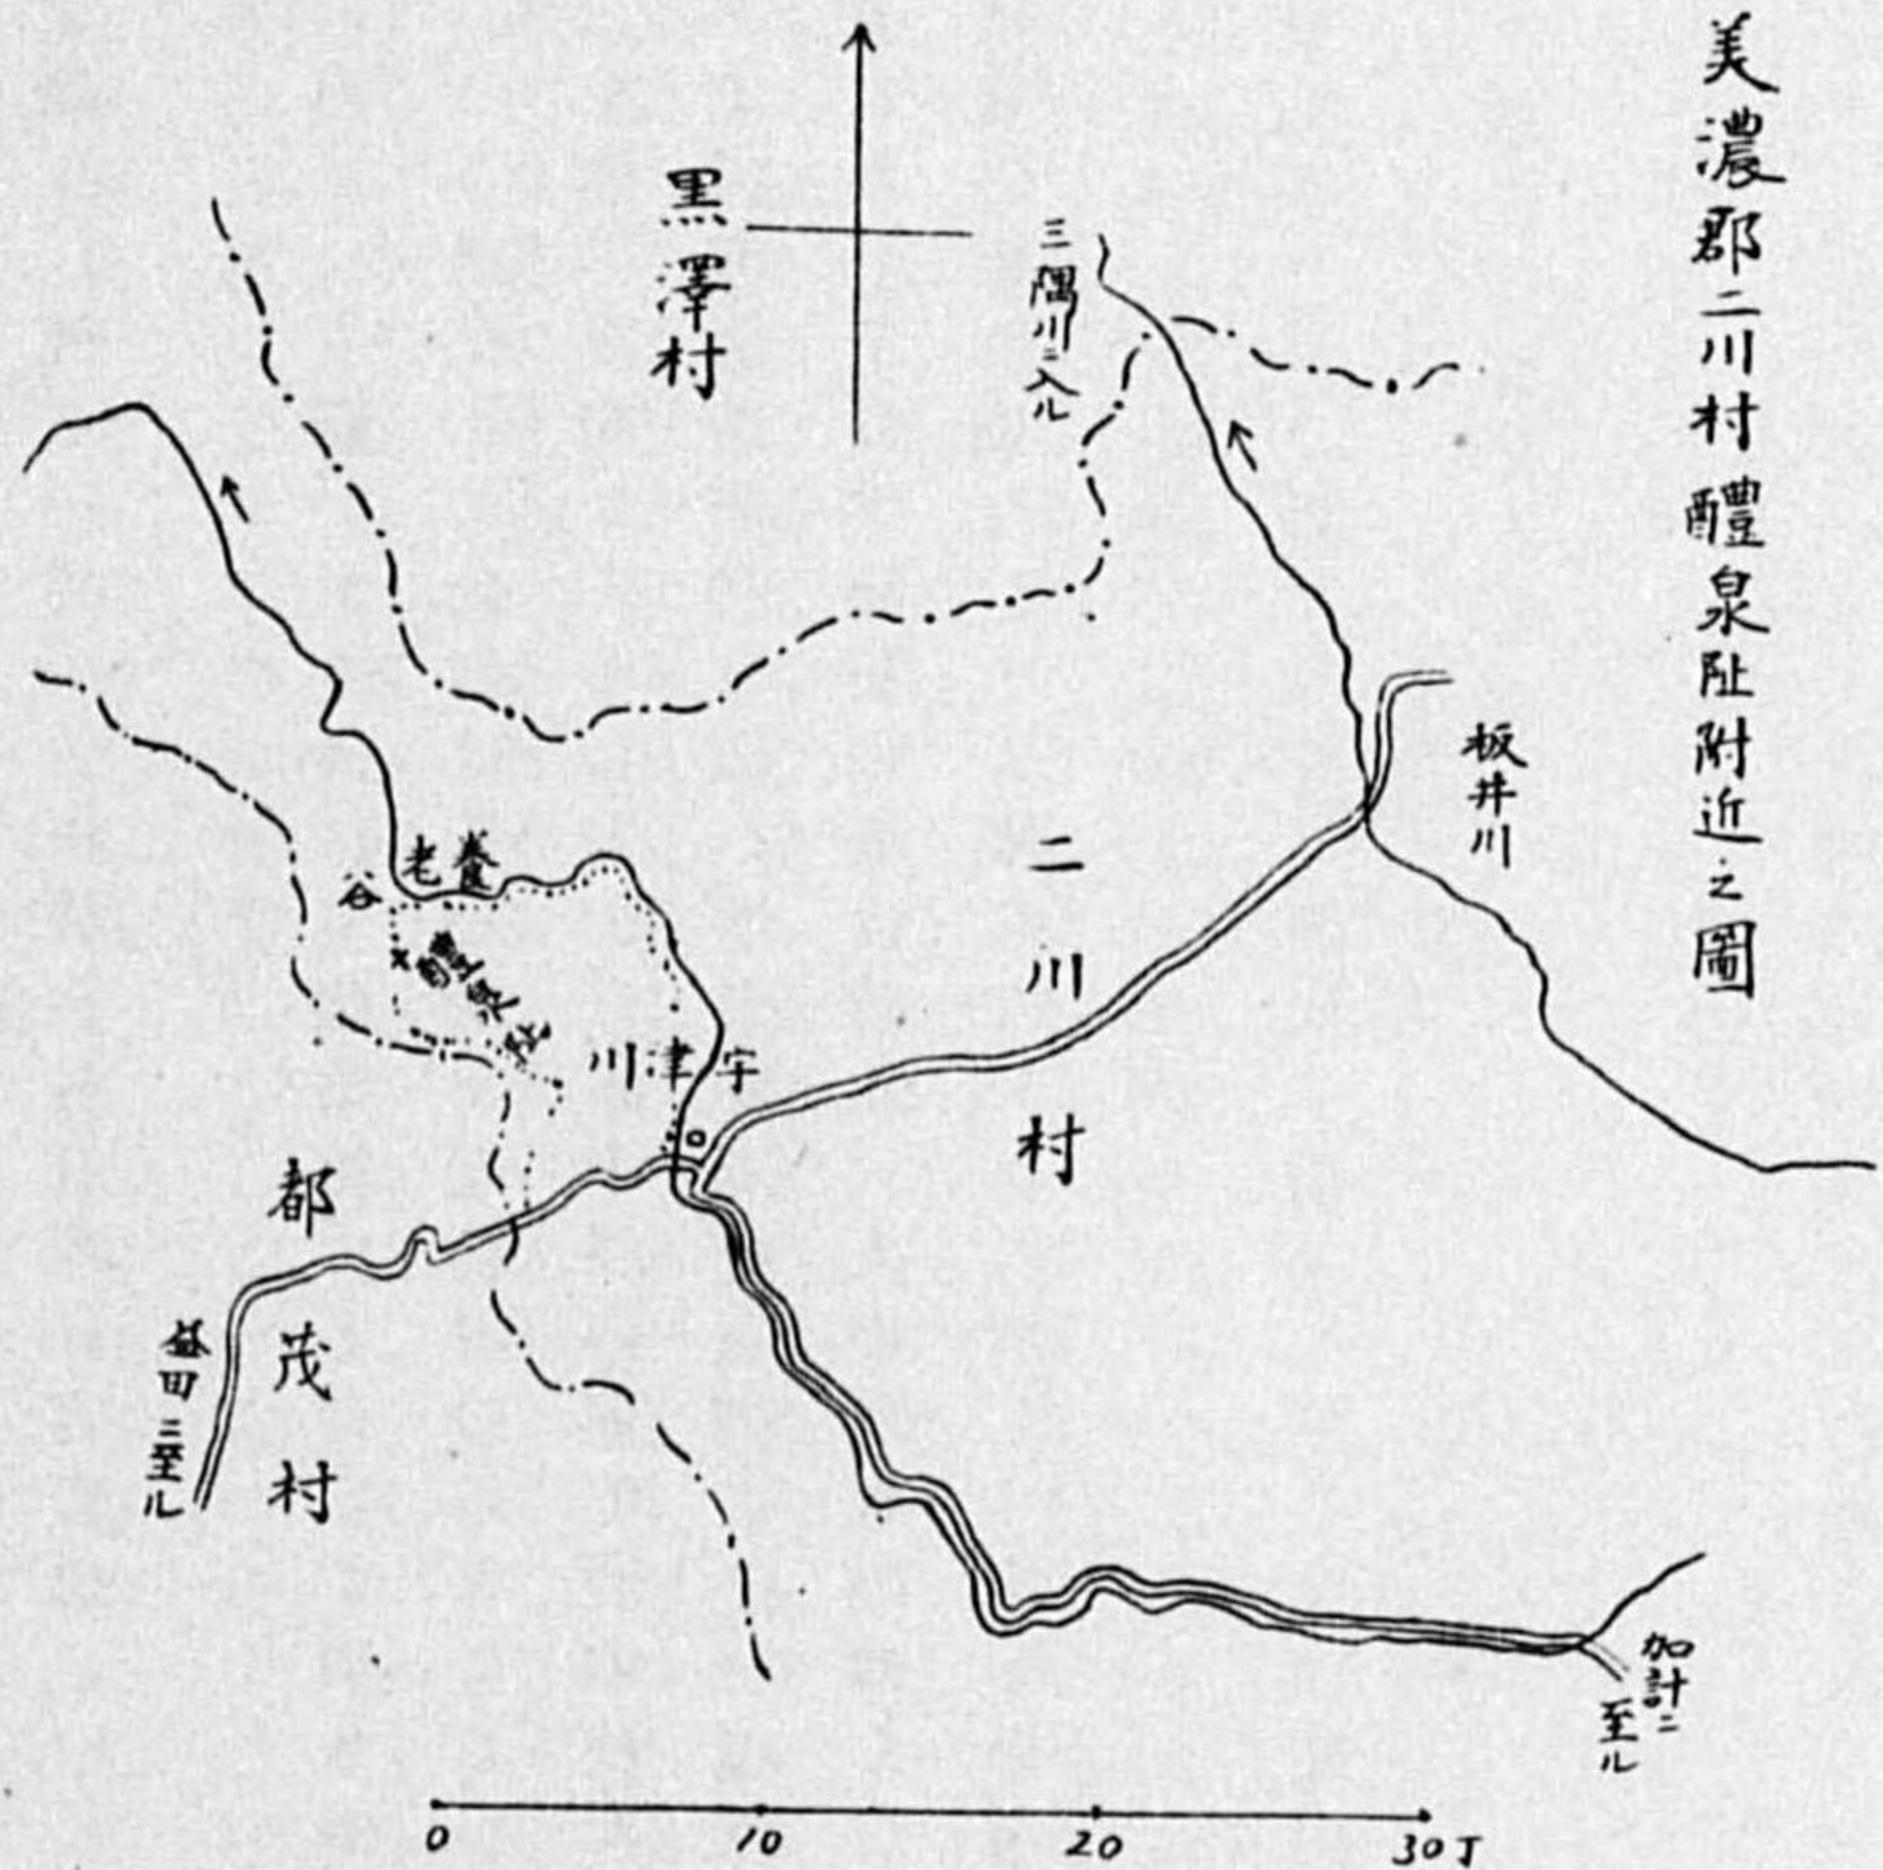 美濃郡二川村醴泉阯附近之圖
三隅川ニ入ル
黒澤村
板井川
二川村
養老谷
醴泉阯
宇津川
都茂村
益田ニ至ル
加計ニ至ル
0 10 20 30丁